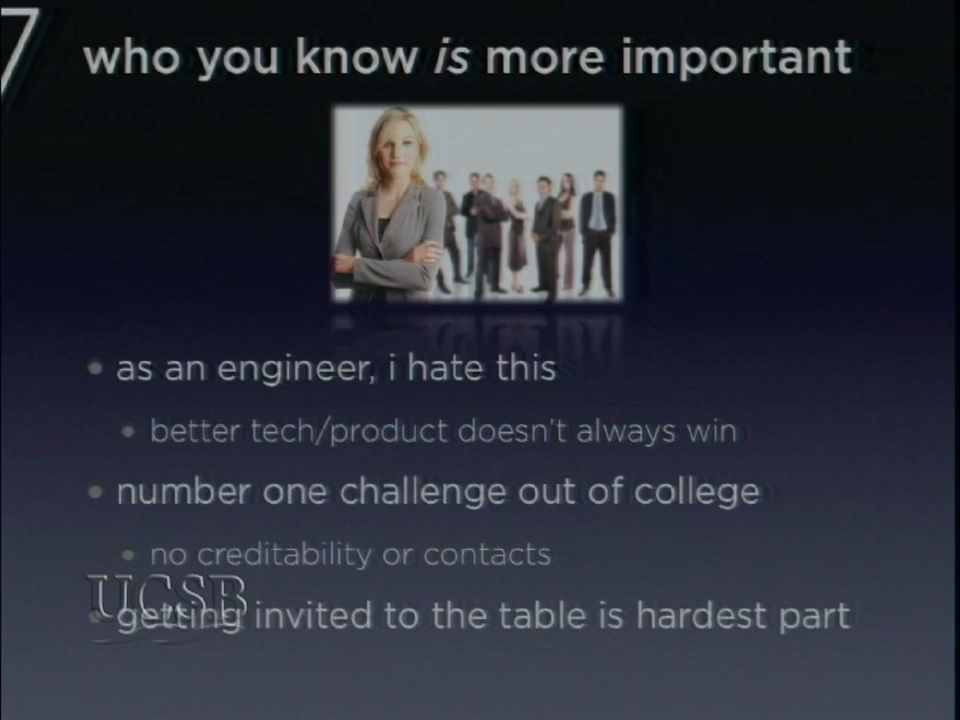 7
who you know is more important
as an engineer, i hate this
better tech/product doesn't always win
number one challenge out of college
no creditability or contacts
UCSB
getting invited to the table is hardest part